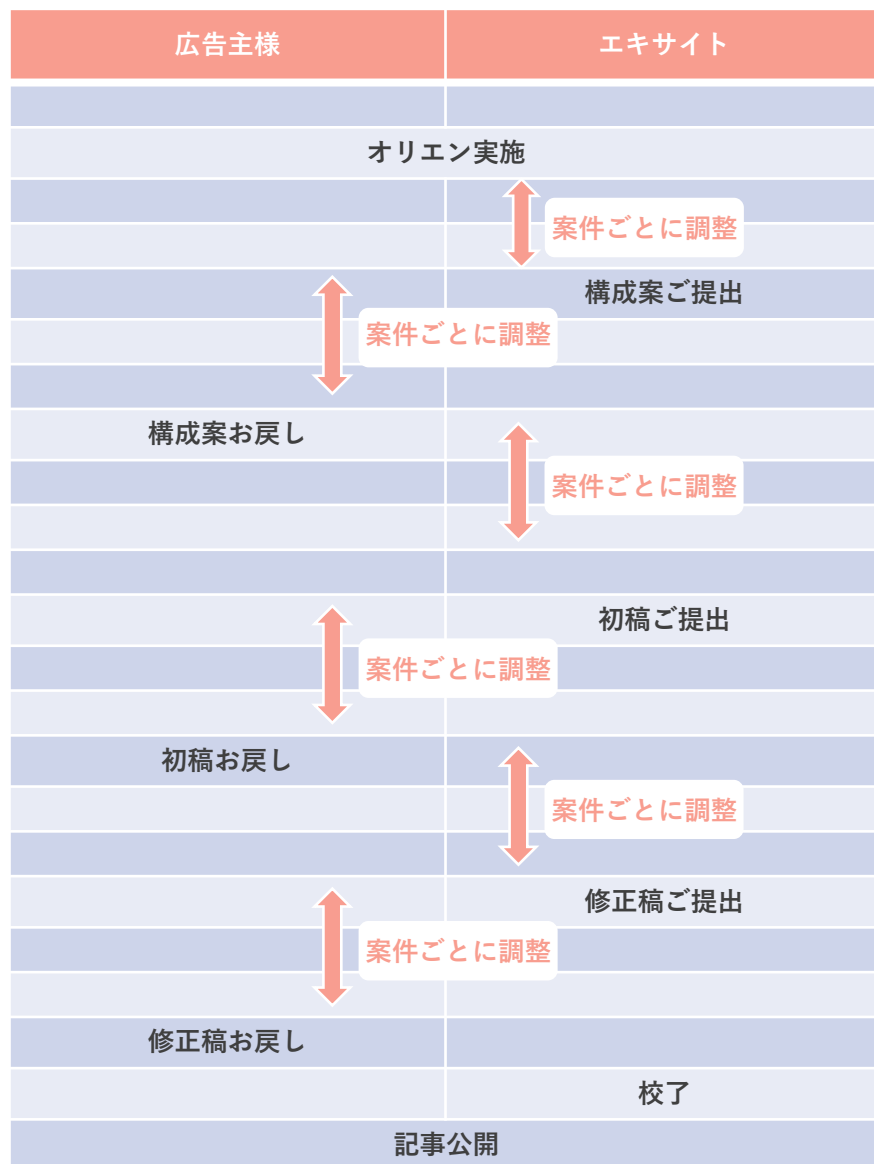 広告主様
エキサイト
オリエン実施
案件ごとに調整
構成案ご提出
案件ごとに調整
構成案お戻し
案件ごとに調整
初稿ご提出
案件ごとに調整
初稿お戻し
案件ごとに調整
修正稿ご提出
案件ごとに調整
修正稿お戻し
校了
記事公開